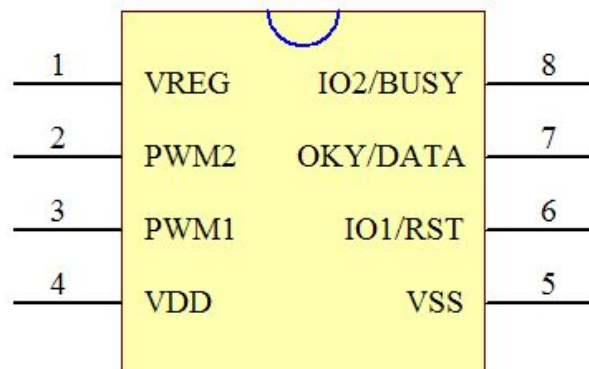 1 VREG IO2/BUSY 8
2 PWM2 OKY/DATA 7
3 PWM1 IO1/RST 6
4 VDD VSS 5